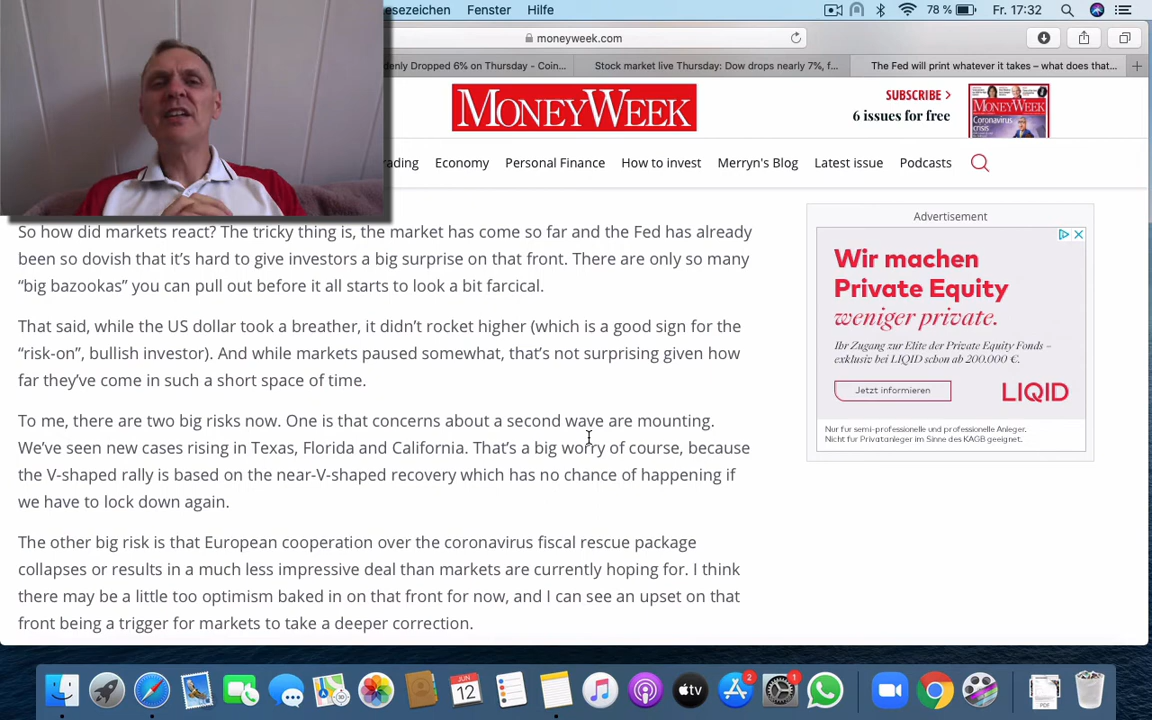 esezeichen Fenster Hilfe 78 % Fr. 17:32
moneyweek.com
denly Dropped 6% on Thursday - Coin... Stock market live Thursday: Dow drops nearly 7%, f... The Fed will print whatever it takes – what does that...
MONEYWEEK
SUBSCRIBE >
6 issues for free
MONEYWEEK
Coronavirus
crisis
ading Economy Personal Finance How to invest Merryn's Blog Latest issue Podcasts
So how did markets react? The tricky thing is, the market has come so far and the Fed has already
been so dovish that it's hard to give investors a big surprise on that front. There are only so many
“big bazookas” you can pull out before it all starts to look a bit farcical.
That said, while the US dollar took a breather, it didn't rocket higher (which is a good sign for the
“risk-on”, bullish investor). And while markets paused somewhat, that's not surprising given how
far they've come in such a short space of time.
To me, there are two big risks now. One is that concerns about a second wave are mounting.
We've seen new cases rising in Texas, Florida and California. That's a big worry of course, because
the V-shaped rally is based on the near-V-shaped recovery which has no chance of happening if
we have to lock down again.
The other big risk is that European cooperation over the coronavirus fiscal rescue package
collapses or results in a much less impressive deal than markets are currently hoping for. I think
there may be a little too optimism baked in on that front for now, and I can see an upset on that
front being a trigger for markets to take a deeper correction.
Advertisement
Wir machen
Private Equity
weniger privat.
Ihr Zugang zur Elite der Private Equity Fonds –
exklusiv bei LIQID schon ab 200.000 €.
Jetzt informieren
LIQID
Nur fur semi-professionelle und professionelle Anleger.
Nicht fur Privatanleger im Sinne des KAGB geeignet.
JUN
12
tv
2
1
PDF